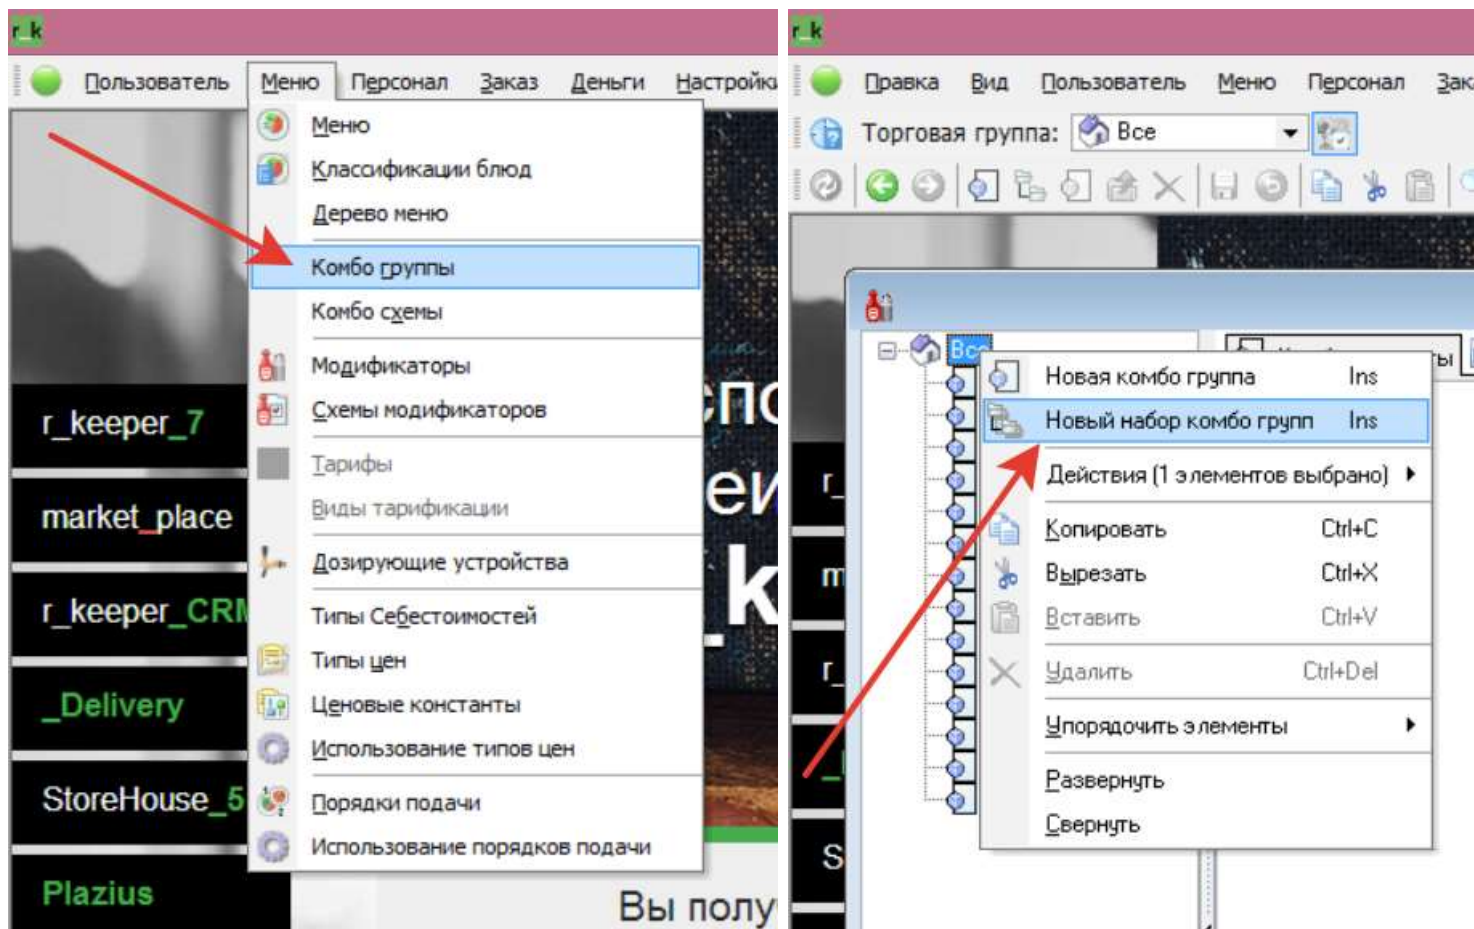 r_k
Пользователь Меню Персонал Заказ Деньги Настройки
Меню
Классификации блюд
Дерево меню
Комбо группы
Комбо схемы
Модификаторы
Схемы модификаторов
Тарифы
Виды тарификации
Дозирующие устройства
Типы Себестоимостей
Типы цен
Ценовые константы
Использование типов цен
Порядки подачи
Использование порядков подачи
r_keeper_7
market_place
r_keeper_CRM
_Delivery
StoreHouse_5
Plazius
Вы полу
r_k
Правка Вид Пользователь Меню Персонал Зака
Торговая группа: Все
Все
Новая комбо группа Ins
Новый набор комбо групп Ins
Действия (1 элементов выбрано)
Копировать Ctrl+C
Вырезать Ctrl+X
Вставить Ctrl+V
Удалить Ctrl+Del
Упорядочить элементы
Развернуть
Свернуть